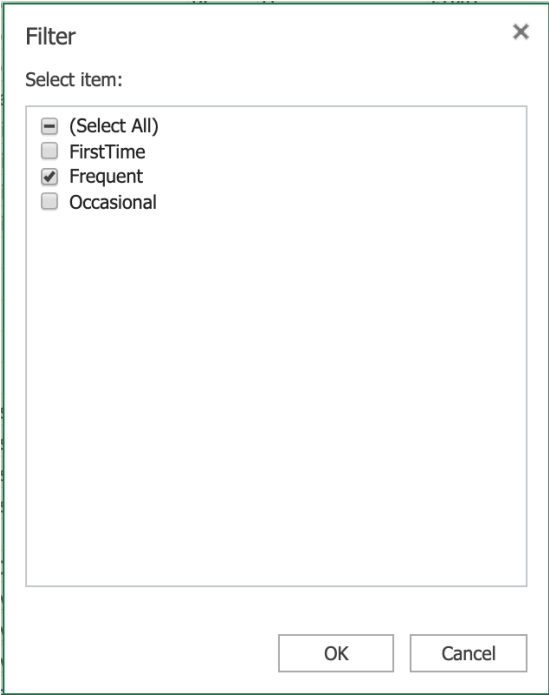 Filter
Select item:
(Select All)
FirstTime
Frequent
Occasional
OK
Cancel